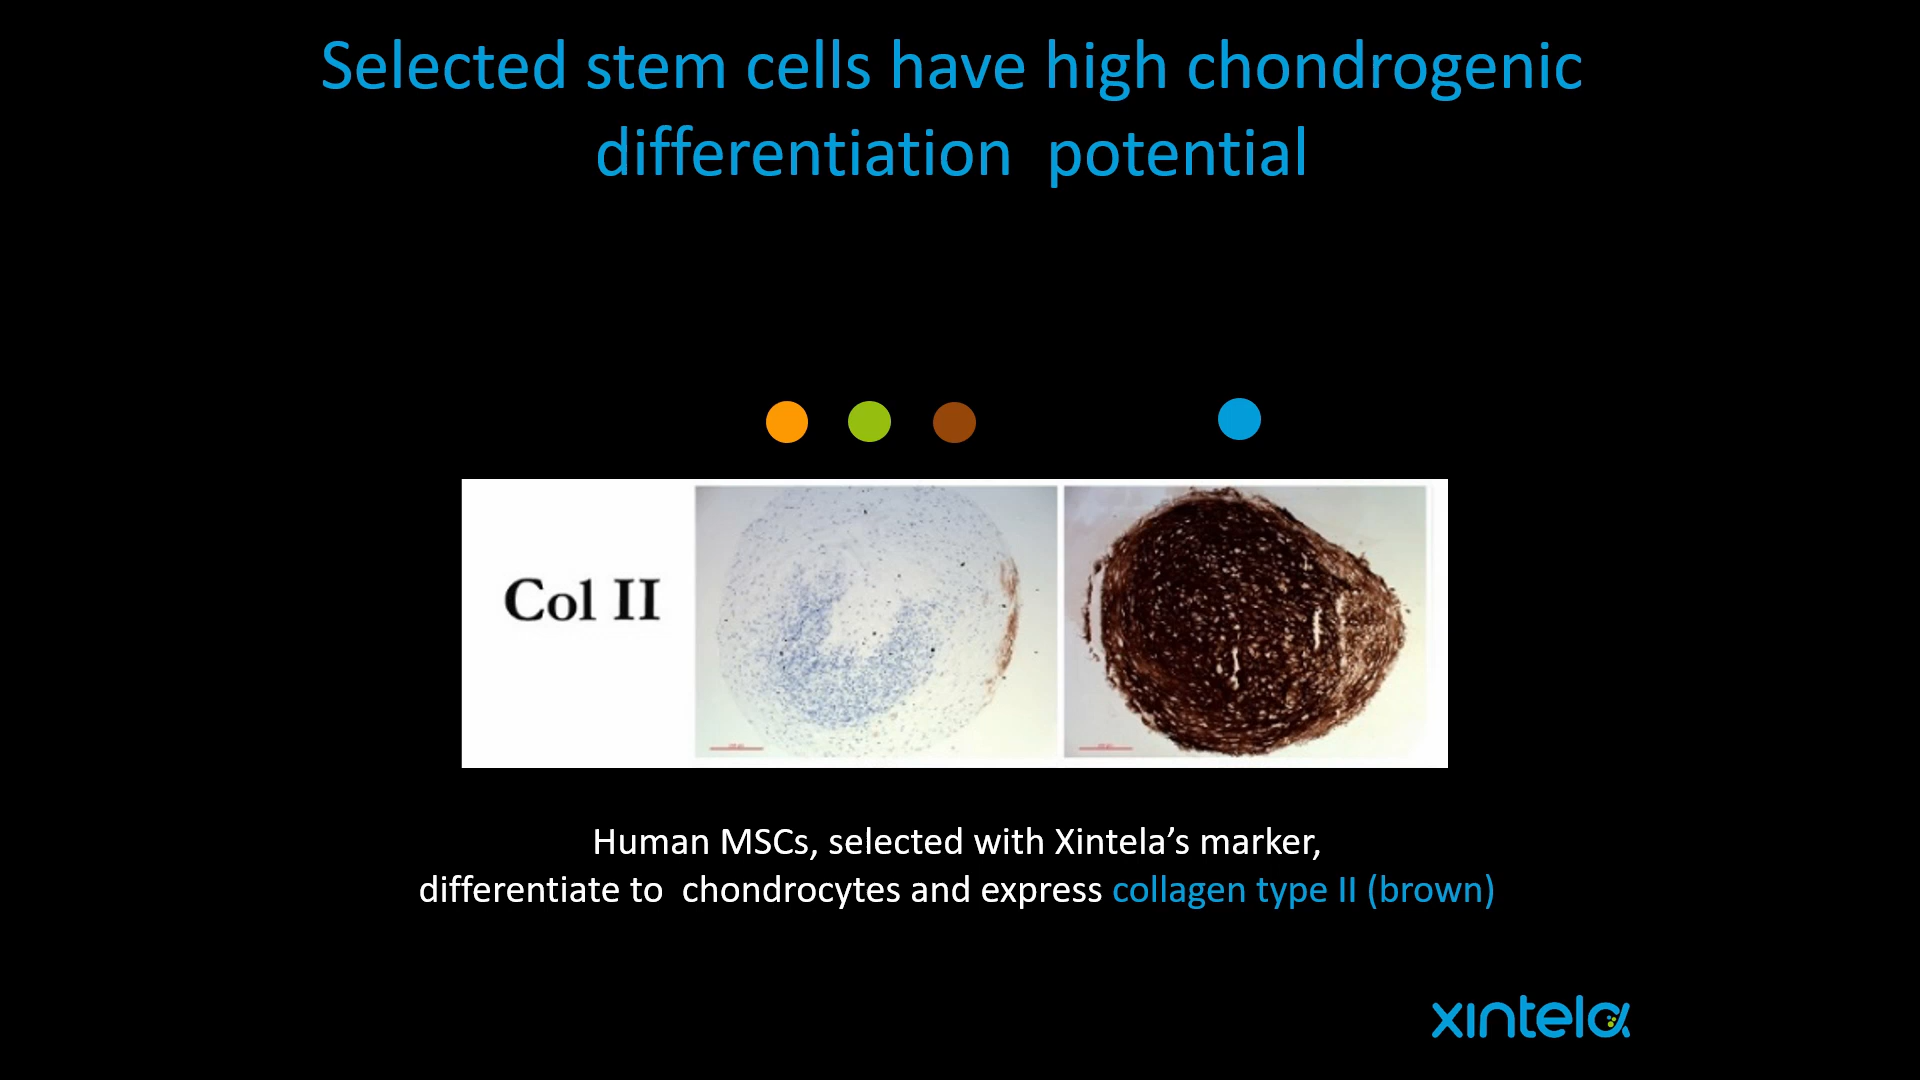 Selected stem cells have high chondrogenic
differentiation  potential
Col II
Human MSCs, selected with Xintela’s marker,
differentiate to  chondrocytes and express collagen type II (brown)
xintela